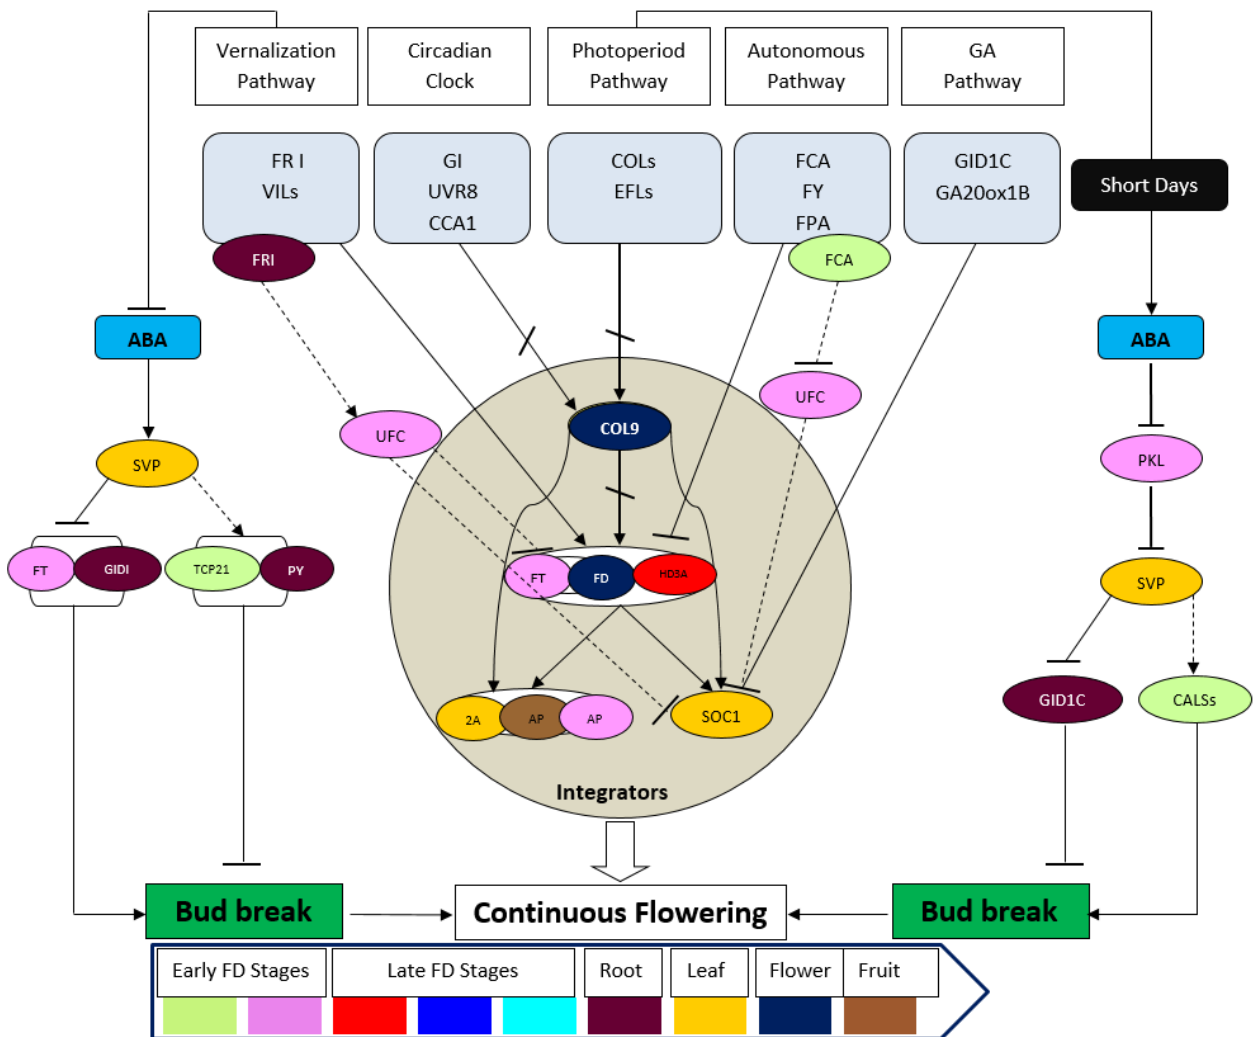 Vernalization
Pathway
Circadian
Clock
Photoperiod
Pathway
Autonomous
Pathway
GA
Pathway
FR I
VILs
GI
UVR8
CCA1
COLs
EFLs
FCA
FY
FPA
GID1C
GA20ox1B
Short Days
FRI
FCA
ABA
ABA
UFC
UFC
COL9
SVP
PKL
FT
GIDI
TCP21
PY
FT
FD
HD3A
SVP
2A
AP
AP
SOC1
GID1C
CALSs
Integrators
Bud break
Continuous Flowering
Bud break
Early FD Stages
Late FD Stages
Root
Leaf
Flower
Fruit